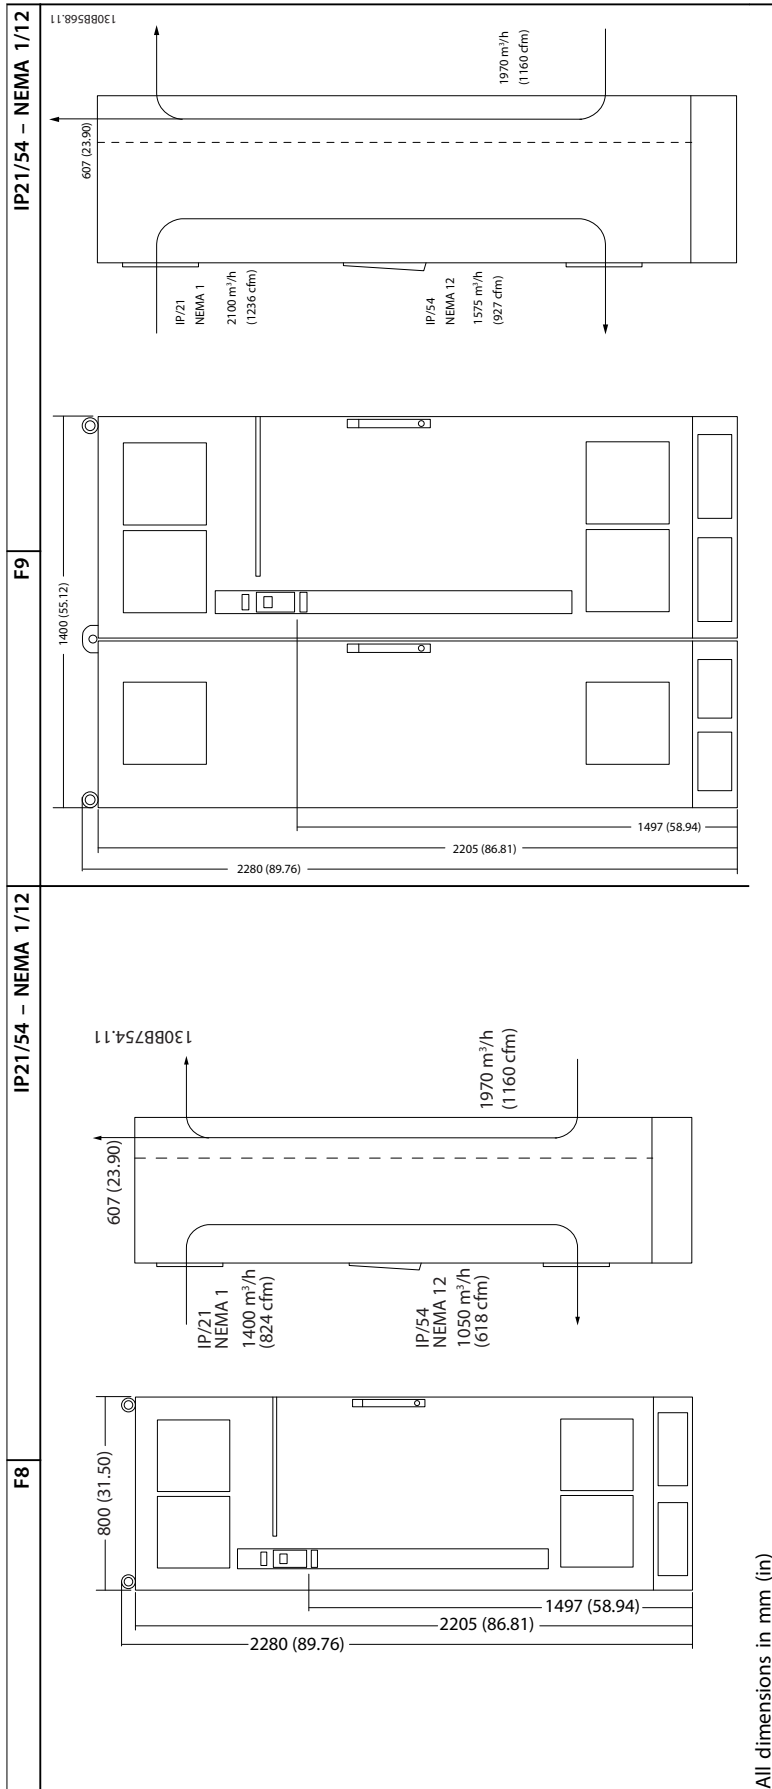 F8
IP21/54 – NEMA 1/12
F9
IP21/54 – NEMA 1/12
800 (31.50)
2280 (89.76)
2205 (86.81)
1497 (58.94)
IP/21
NEMA 1
1400 m³/h
(824 cfm)
IP/54
NEMA 12
1050 m³/h
(618 cfm)
607 (23.90)
1970 m³/h
(1160 cfm)
130BB754.11
1400 (55.12)
2280 (89.76)
2205 (86.81)
1497 (58.94)
IP/21
NEMA 1
2100 m³/h
(1236 cfm)
IP/54
NEMA 12
1575 m³/h
(927 cfm)
607 (23.90)
1970 m³/h
(1160 cfm)
130BB568.11
All dimensions in mm (in)